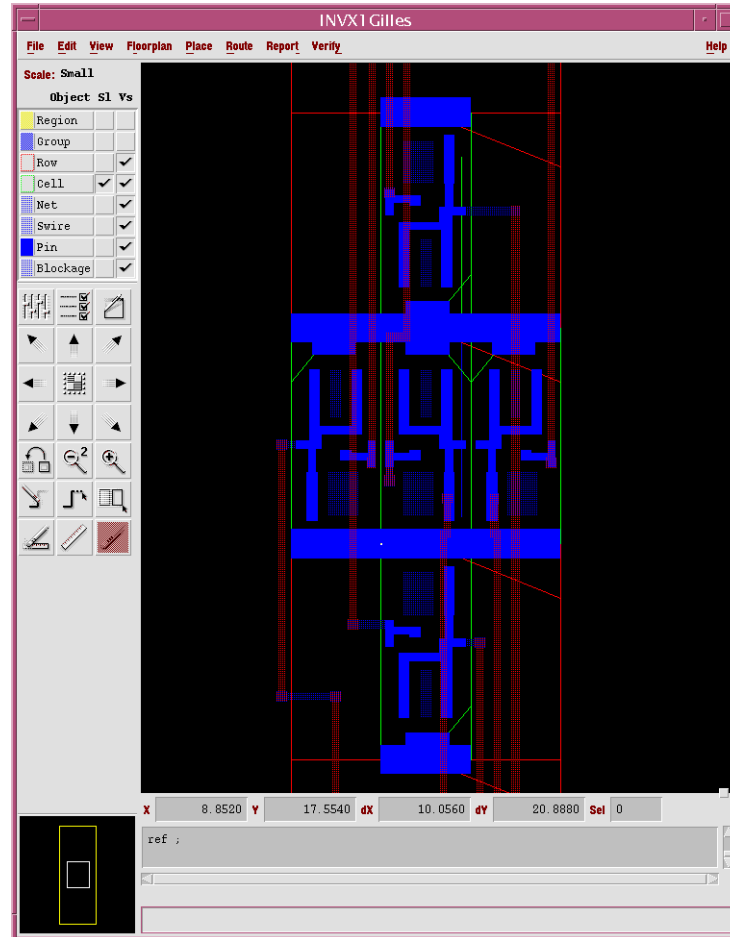 INVX1Gilles
File Edit View Floorplan Place Route Report Verify Help
Scale: Small
Object Sl Vs
Region
Group
Row
Cell
Net
Swire
Pin
Blockage
2
X 8.8520 Y 17.5540 dX 10.0560 dY 20.8880 Sel 0
ref ;